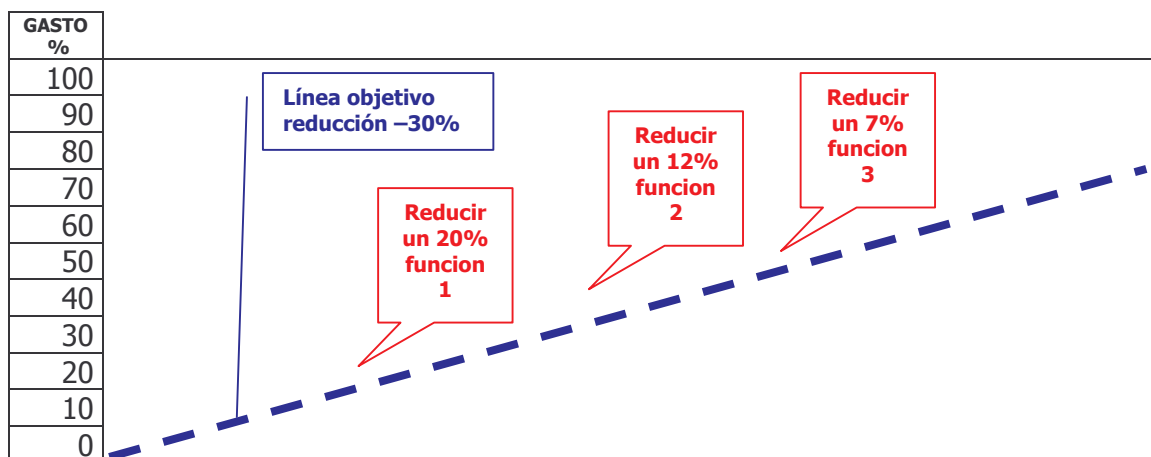 GASTO
%
100
90
80
70
60
50
40
30
20
10
0
Línea objetivo
reducción –30%
Reducir
un 20%
funcion
1
Reducir
un 12%
funcion
2
Reducir
un 7%
funcion
3